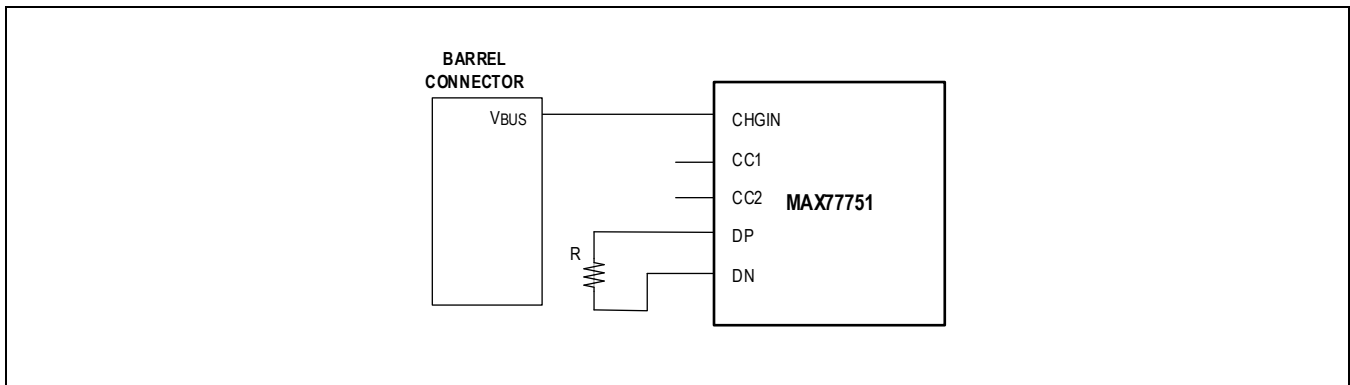 BARREL
CONNECTOR
VBUS
CHGIN
CC1
CC2
MAX77751
DP
R
DN